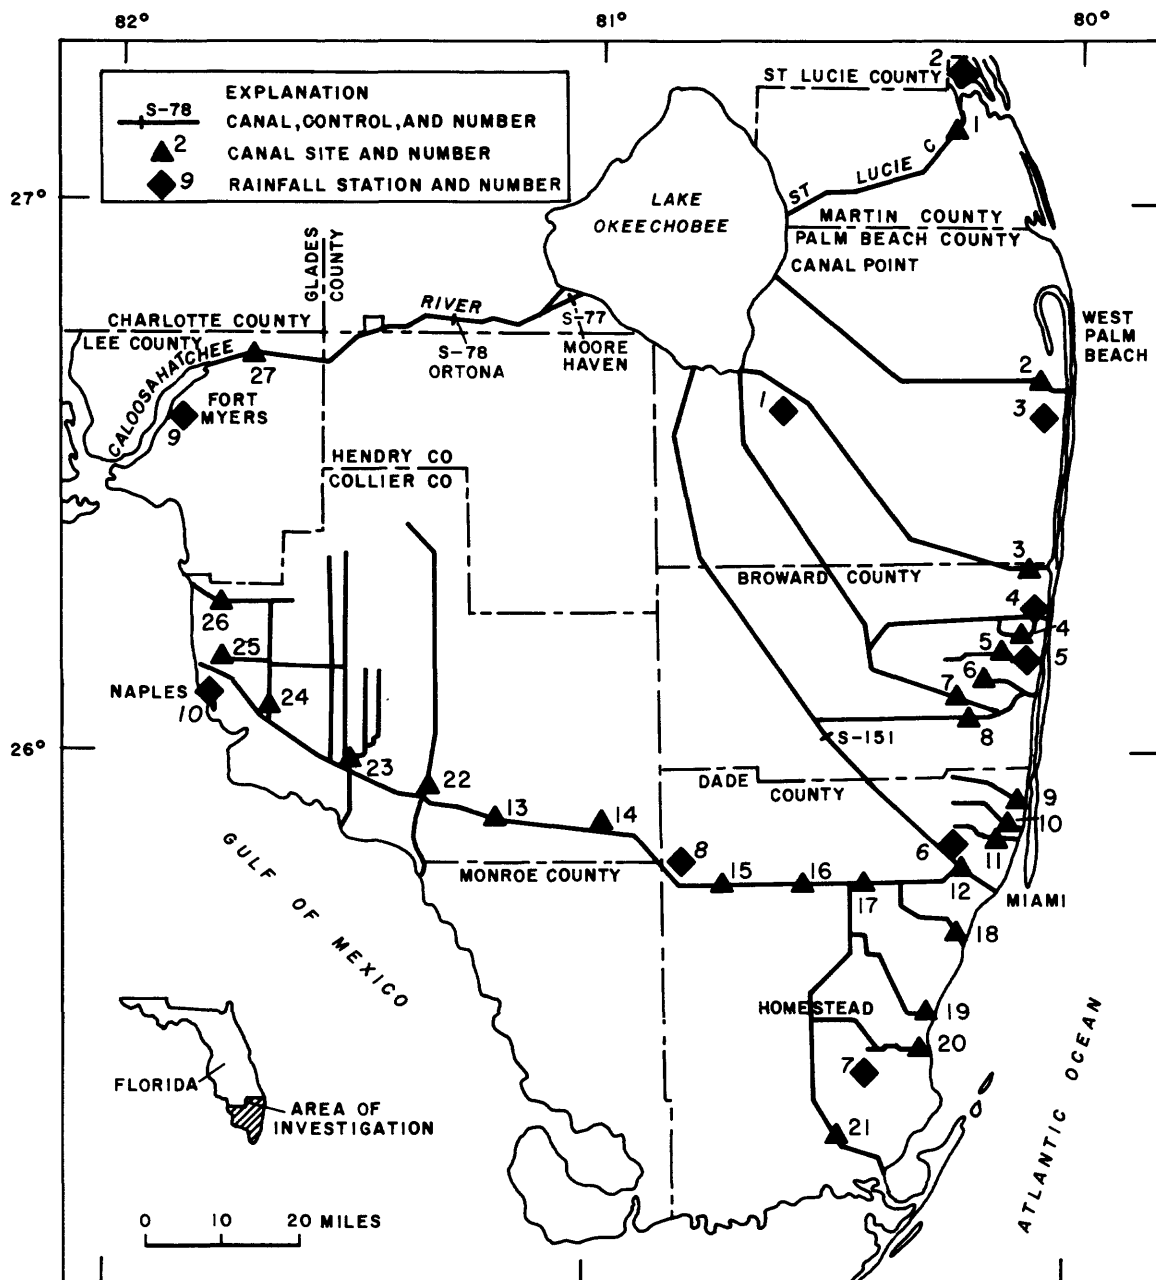 82°
81°
80°
EXPLANATION
S-78
CANAL, CONTROL, AND NUMBER
2
CANAL SITE AND NUMBER
9
RAINFALL STATION AND NUMBER
2
ST LUCIE COUNTY
1
ST LUCIE C
27°
LAKE
OKEECHOBEE
MARTIN COUNTY
PALM BEACH COUNTY
CANAL POINT
GLADES
COUNTY
RIVER
S-77
CHARLOTTE COUNTY
LEE COUNTY
CALOOSAHATCHEE
27
S-78
ORTONA
MOORE
HAVEN
WEST
PALM
BEACH
2
3
1
FORT
MYERS
9
HENDRY CO
COLLIER CO
3
BROWARD COUNTY
4
4
5
5
6
7
8
26
25
24
NAPLES
10
26°
S-151
23
22
13
14
DADE
COUNTY
9
10
11
6
12
8
15
16
17
MONROE COUNTY
MIAMI
18
GULF OF MEXICO
HOMESTEAD
19
20
7
21
FLORIDA
AREA OF
INVESTIGATION
ATLANTIC OCEAN
0 10 20 MILES